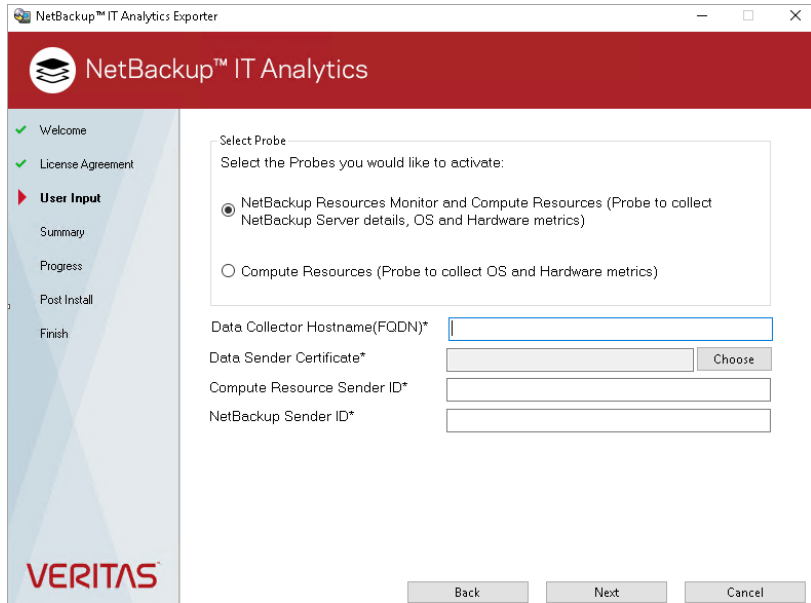 NetBackup™ IT Analytics Exporter
NetBackup™ IT Analytics
Welcome
License Agreement
User Input
Summary
Progress
Post Install
Finish
Select Probe
Select the Probes you would like to activate:
NetBackup Resources Monitor and Compute Resources (Probe to collect
NetBackup Server details, OS and Hardware metrics)
Compute Resources (Probe to collect OS and Hardware metrics)
Data Collector Hostname(FQDN)*
Data Sender Certificate*
Choose
Compute Resource Sender ID*
NetBackup Sender ID*
VERITAS
Back
Next
Cancel